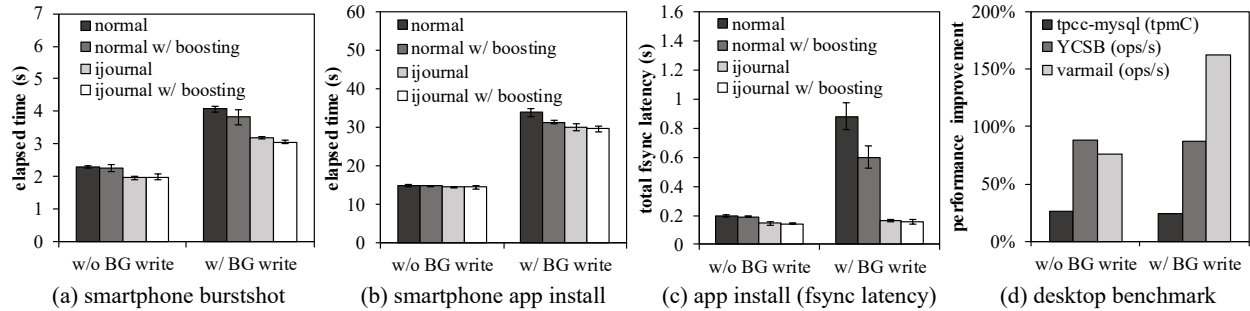 elapsed time (s)
7
6
5
4
3
2
1
0
normal
normal w/ boosting
ijournal
ijournal w/ boosting
w/o BG write
w/ BG write
(a) smartphone burstshot
elapsed time (s)
60
50
40
30
20
10
0
normal
normal w/ boosting
ijournal
ijournal w/ boosting
w/o BG write
w/ BG write
(b) smartphone app install
total fsync latency (s)
1.6
1.4
1.2
1
0.8
0.6
0.4
0.2
0
normal
normal w/ boosting
ijournal
ijournal w/ boosting
w/o BG write
w/ BG write
(c) app install (fsync latency)
performance improvement
200%
150%
100%
50%
0%
tpcc-mysql (tpmC)
YCSB (ops/s)
varmail (ops/s)
w/o BG write
w/ BG write
(d) desktop benchmark